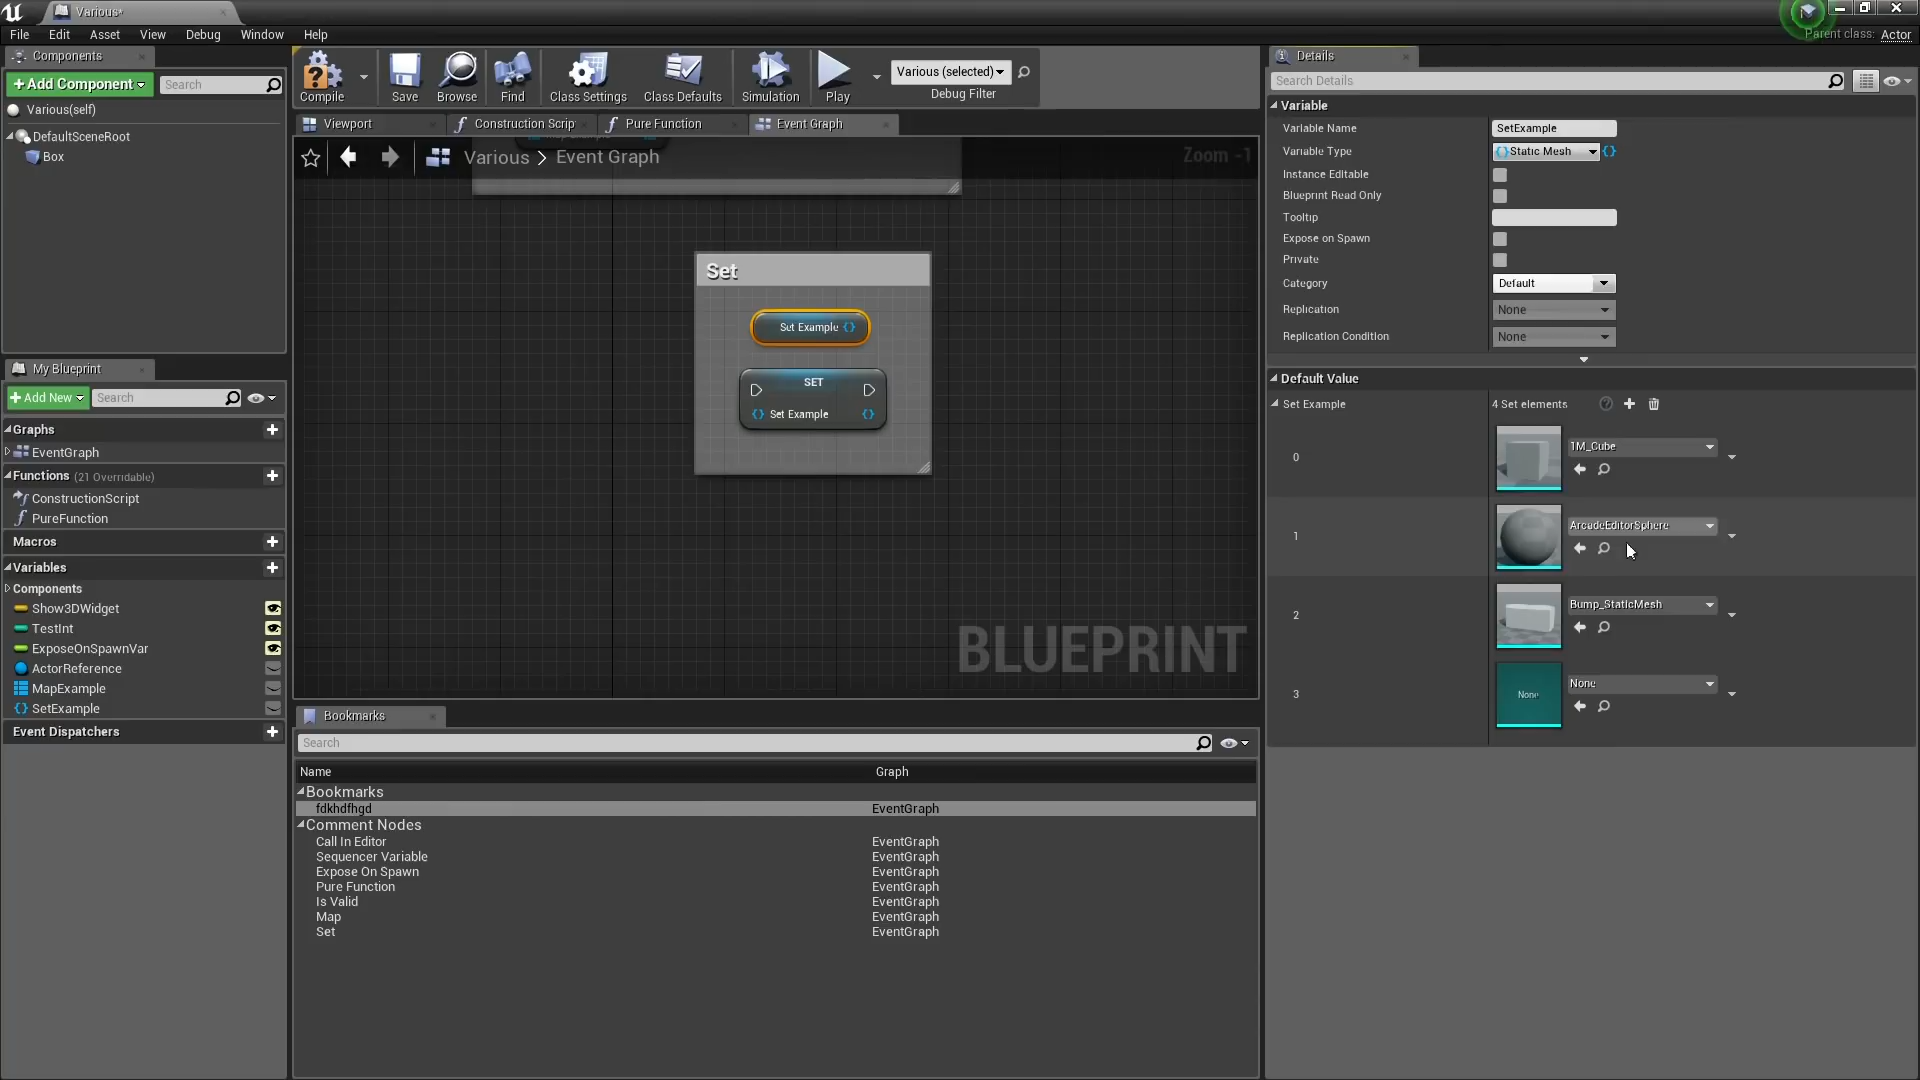 Various*
File Edit Asset View Debug Window Help
Parent class: Actor
Components
+Add Component
Search
Various(self)
DefaultSceneRoot
Box
Compile
Save
Browse
Find
Class Settings
Class Defaults
Simulation
Play
Various (selected)
Debug Filter
Viewport
Construction Scrip
Pure Function
Event Graph
Various > Event Graph
Zoom -1
Set
Set Example
SET
Set Example
BLUEPRINT
My Blueprint
+Add New
Search
Graphs
EventGraph
Functions (21 Overridable)
ConstructionScript
PureFunction
Macros
Variables
Components
Show3DWidget
TestInt
ExposeOnSpawnVar
ActorReference
MapExample
SetExample
Event Dispatchers
Bookmarks
Search
Name Graph
Bookmarks
fdkhdfhgd EventGraph
Comment Nodes
Call In Editor EventGraph
Sequencer Variable EventGraph
Expose On Spawn EventGraph
Pure Function EventGraph
Is Valid EventGraph
Map EventGraph
Set EventGraph
Details
Search Details
Variable
Variable Name SetExample
Variable Type Static Mesh
Instance Editable
Blueprint Read Only
Tooltip
Expose on Spawn
Private
Category Default
Replication None
Replication Condition None
Default Value
Set Example 4 Set elements
0 1M_Cube
1 ArcadeEditorSphere
2 Bump_StaticMesh
3 None None